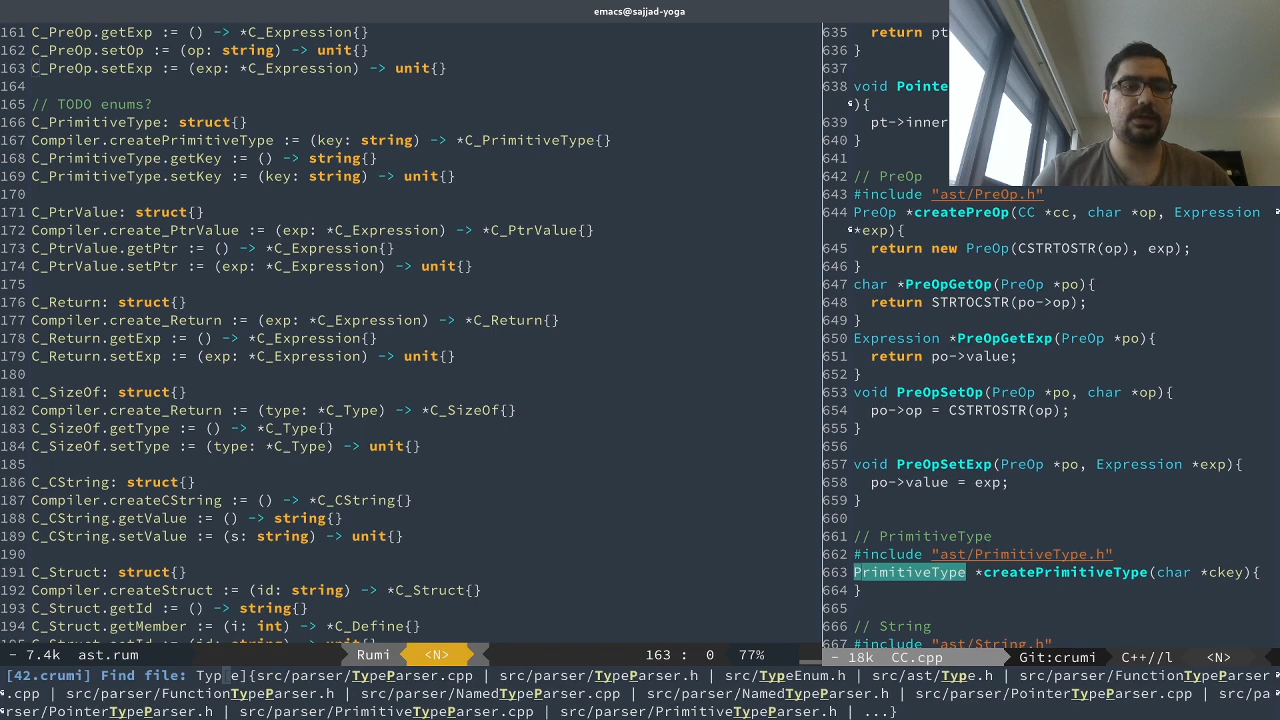 emacs@sajjad-yoga
161 C_PreOp.getExp := () -> *C_Expression{}
162 C_PreOp.setOp := (op: string) -> unit{}
163 C_PreOp.setExp := (exp: *C_Expression) -> unit{}
164
165 // TODO enums?
166 C_PrimitiveType: struct{}
167 Compiler.createPrimitiveType := (key: string) -> *C_PrimitiveType{}
168 C_PrimitiveType.getKey := () -> string{}
169 C_PrimitiveType.setKey := (key: string) -> unit{}
170
171 C_PtrValue: struct{}
172 Compiler.create_PtrValue := (exp: *C_Expression) -> *C_PtrValue{}
173 C_PtrValue.getPtr := () -> *C_Expression{}
174 C_PtrValue.setPtr := (exp: *C_Expression) -> unit{}
175
176 C_Return: struct{}
177 Compiler.create_Return := (exp: *C_Expression) -> *C_Return{}
178 C_Return.getExp := () -> *C_Expression{}
179 C_Return.setExp := (exp: *C_Expression) -> unit{}
180
181 C_SizeOf: struct{}
182 Compiler.create_Return := (type: *C_Type) -> *C_SizeOf{}
183 C_SizeOf.getType := () -> *C_Type{}
184 C_SizeOf.setType := (type: *C_Type) -> unit{}
185
186 C_CString: struct{}
187 Compiler.createCString := () -> *C_CString{}
188 C_CString.getValue := () -> string{}
189 C_CString.setValue := (s: string) -> unit{}
190
191 C_Struct: struct{}
192 Compiler.createStruct := (id: string) -> *C_Struct{}
193 C_Struct.getId := () -> string{}
194 C_Struct.getMember := (i: int) -> *C_Define{}
195 C_Struct.setId := (id: string) -> unit{}
- 7.4k ast.rum Rumi <N> 163 : 0 77%
635 return pt
636 }
637
638 void Pointe
){
639 pt->inner
640 }
641
642 // PreOp
643 #include "ast/PreOp.h"
644 PreOp *createPreOp(CC *cc, char *op, Expression
*exp){
645 return new PreOp(CSTRTOSTR(op), exp);
646 }
647 char *PreOpGetOp(PreOp *po){
648 return STRTOCSTR(po->op);
649 }
650 Expression *PreOpGetExp(PreOp *po){
651 return po->value;
652 }
653 void PreOpSetOp(PreOp *po, char *op){
654 po->op = CSTRTOSTR(op);
655 }
656
657 void PreOpSetExp(PreOp *po, Expression *exp){
658 po->value = exp;
659 }
660
661 // PrimitiveType
662 #include "ast/PrimitiveType.h"
663 PrimitiveType *createPrimitiveType(char *ckey){
664 }
665
666 // String
667 #include "ast/String.h"
- 18k CC.cpp Git:crumi C++//l <N>
[42.crumi] Find file: Typ[e]{src/parser/TypeParser.cpp | src/parser/TypeParser.h | src/TypeEnum.h | src/ast/Type.h | src/parser/FunctionTypeParser
.cpp | src/parser/FunctionTypeParser.h | src/parser/NamedTypeParser.cpp | src/parser/NamedTypeParser.h | src/parser/PointerTypeParser.cpp | src/pa
rser/PointerTypeParser.h | src/parser/PrimitiveTypeParser.cpp | src/parser/PrimitiveTypeParser.h | ...}